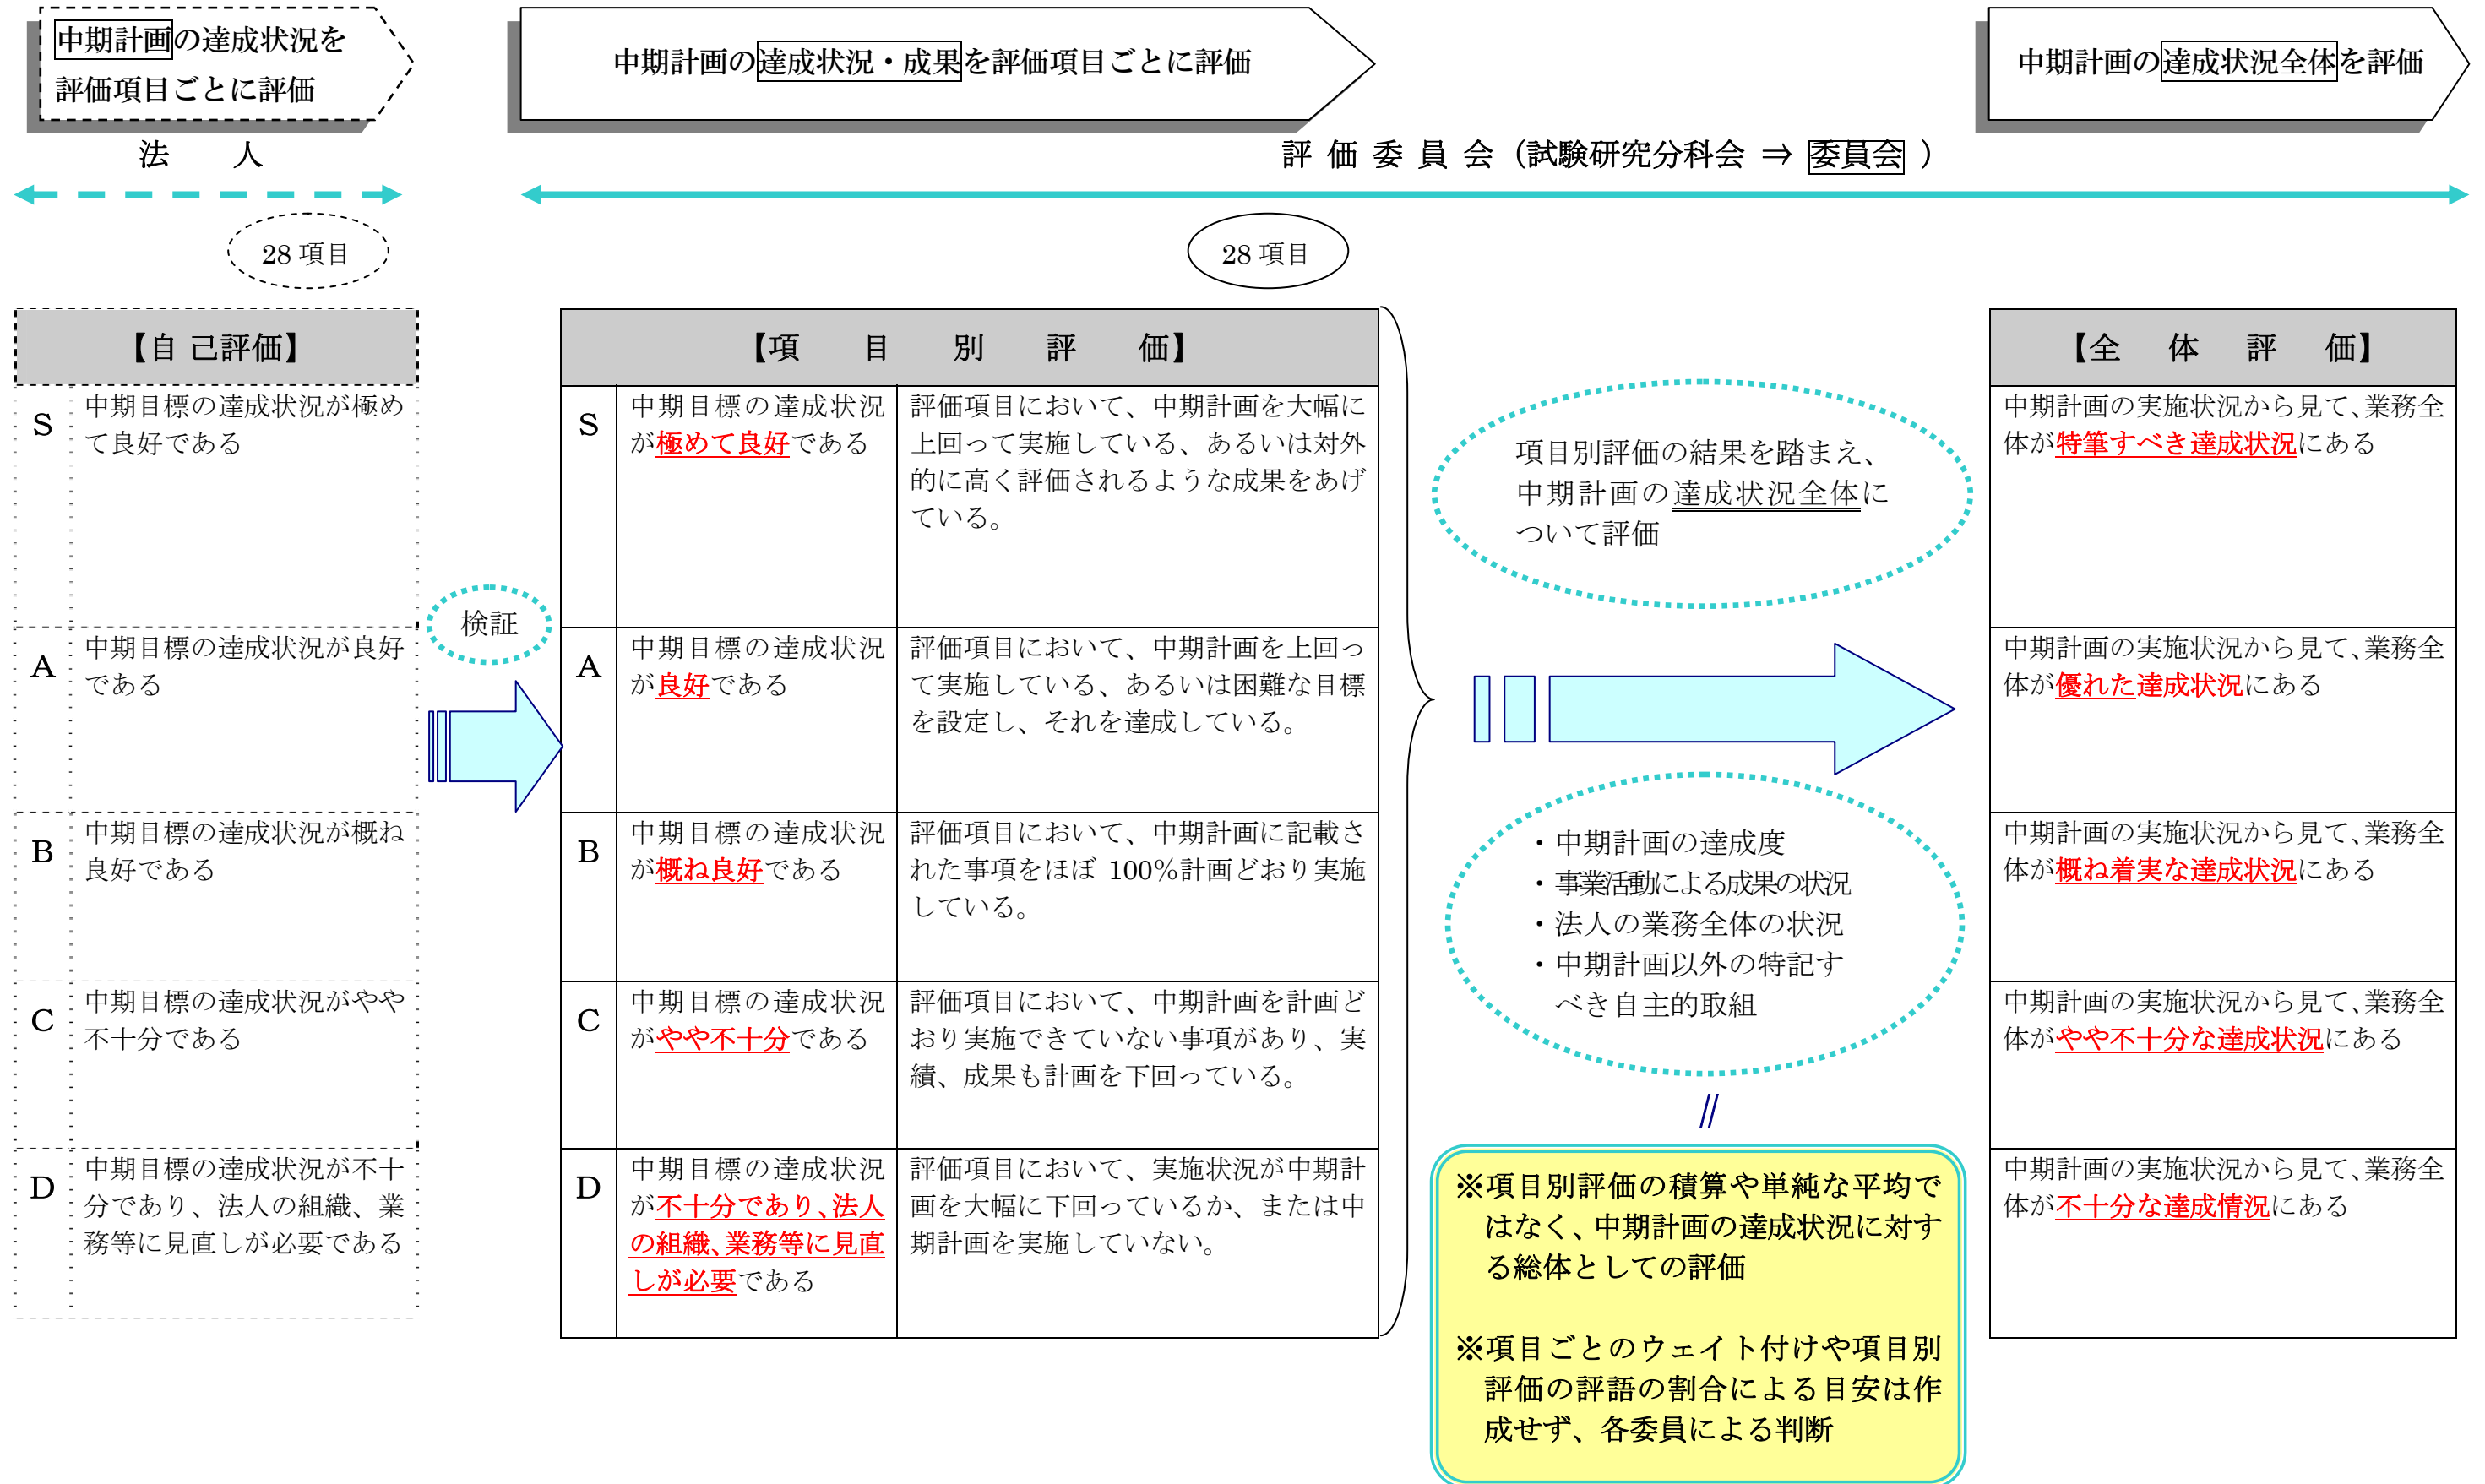 中期計画の達成状況を
評価項目ごとに評価
中期計画の達成状況・成果を評価項目ごとに評価
中期計画の達成状況全体を評価
法 人
評 価 委 員 会（試験研究分科会 ⇒ 委員会 ）
28 項目
28 項目
【自 己評価】
S
中期目標の達成状況が極め
て良好である
A
中期目標の達成状況が良好
である
B
中期目標の達成状況が概ね
良好である
C
中期目標の達成状況がやや
不十分である
D
中期目標の達成状況が不十
分であり、法人の組織、業
務等に見直しが必要である
検証
【項 目 別 評 価】
S
中期目標の達成状況
が極めて良好である
評価項目において、中期計画を大幅に
上回って実施している、あるいは対外
的に高く評価されるような成果をあげ
ている。
A
中期目標の達成状況
が良好である
評価項目において、中期計画を上回っ
て実施している、あるいは困難な目標
を設定し、それを達成している。
B
中期目標の達成状況
が概ね良好である
評価項目において、中期計画に記載さ
れた事項をほぼ 100％計画どおり実施
している。
C
中期目標の達成状況
がやや不十分である
評価項目において、中期計画を計画ど
おり実施できていない事項があり、実
績、成果も計画を下回っている。
D
中期目標の達成状況
が不十分であり、法人
の組織、業務等に見直
しが必要である
評価項目において、実施状況が中期計
画を大幅に下回っているか、または中
期計画を実施していない。
項目別評価の結果を踏まえ、
中期計画の達成状況全体に
ついて評価
・中期計画の達成度
・事業活動による成果の状況
・法人の業務全体の状況
・中期計画以外の特記す
べき自主的取組
※項目別評価の積算や単純な平均で
はなく、中期計画の達成状況に対す
る総体としての評価
※項目ごとのウェイト付けや項目別
評価の評語の割合による目安は作
成せず、各委員による判断
【全 体 評 価】
中期計画の実施状況から見て、業務全
体が特筆すべき達成状況にある
中期計画の実施状況から見て、業務全
体が優れた達成状況にある
中期計画の実施状況から見て、業務全
体が概ね着実な達成状況にある
中期計画の実施状況から見て、業務全
体がやや不十分な達成状況にある
中期計画の実施状況から見て、業務全
体が不十分な達成情況にある